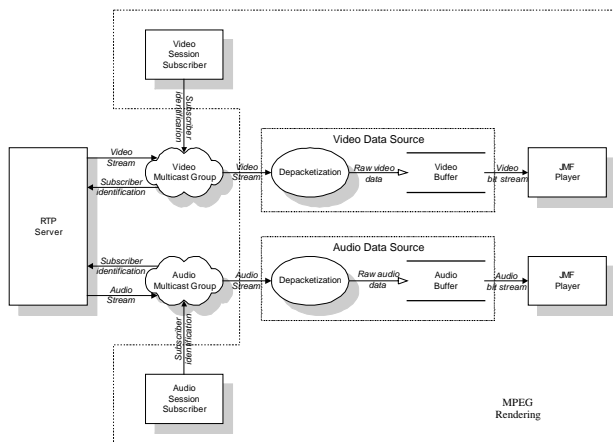 Video
Session
Subscriber
Subscriber
identification
Video
Stream
Video
Multicast Group
Subscriber
identification
Video
Stream
Video Data Source
Depacketization
Raw video
data
Video
Buffer
Video
bit stream
JMF
Player
RTP
Server
Subscriber
identification
Audio
Stream
Audio
Multicast Group
Audio
Stream
Audio Data Source
Depacketization
Raw audio
data
Audio
Buffer
Audio
bit stream
JMF
Player
Subscriber
identification
Audio
Session
Subscriber
MPEG
Rendering